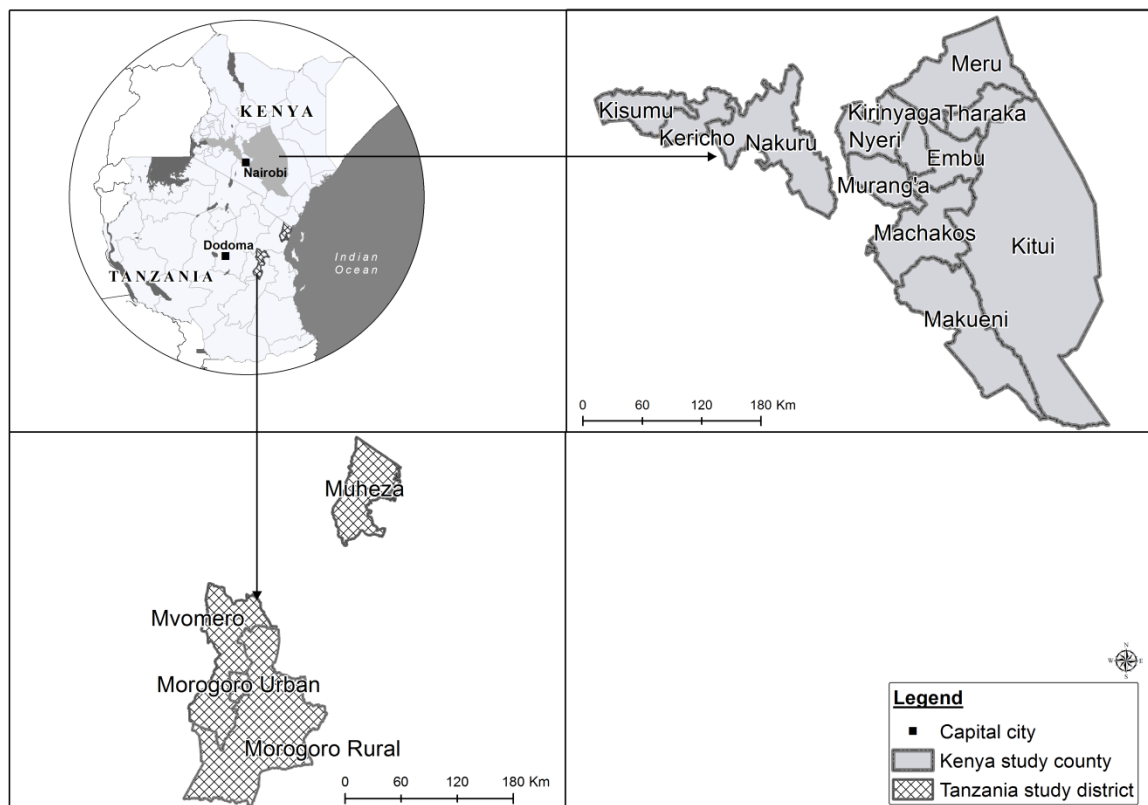 KENYA
Nairobi
Dodoma
TANZANIA
Indian
Ocean
Meru
Kisumu
Kirinyaga
Tharaka
Kericho
Nakuru
Nyeri
Embu
Murang'a
Machakos
Kitui
Makueni
0 60 120 180 Km
Muheza
Mvomero
Morogoro Urban
Morogoro Rural
0 60 120 180 Km
N
W E
S
Legend
Capital city
Kenya study county
Tanzania study district